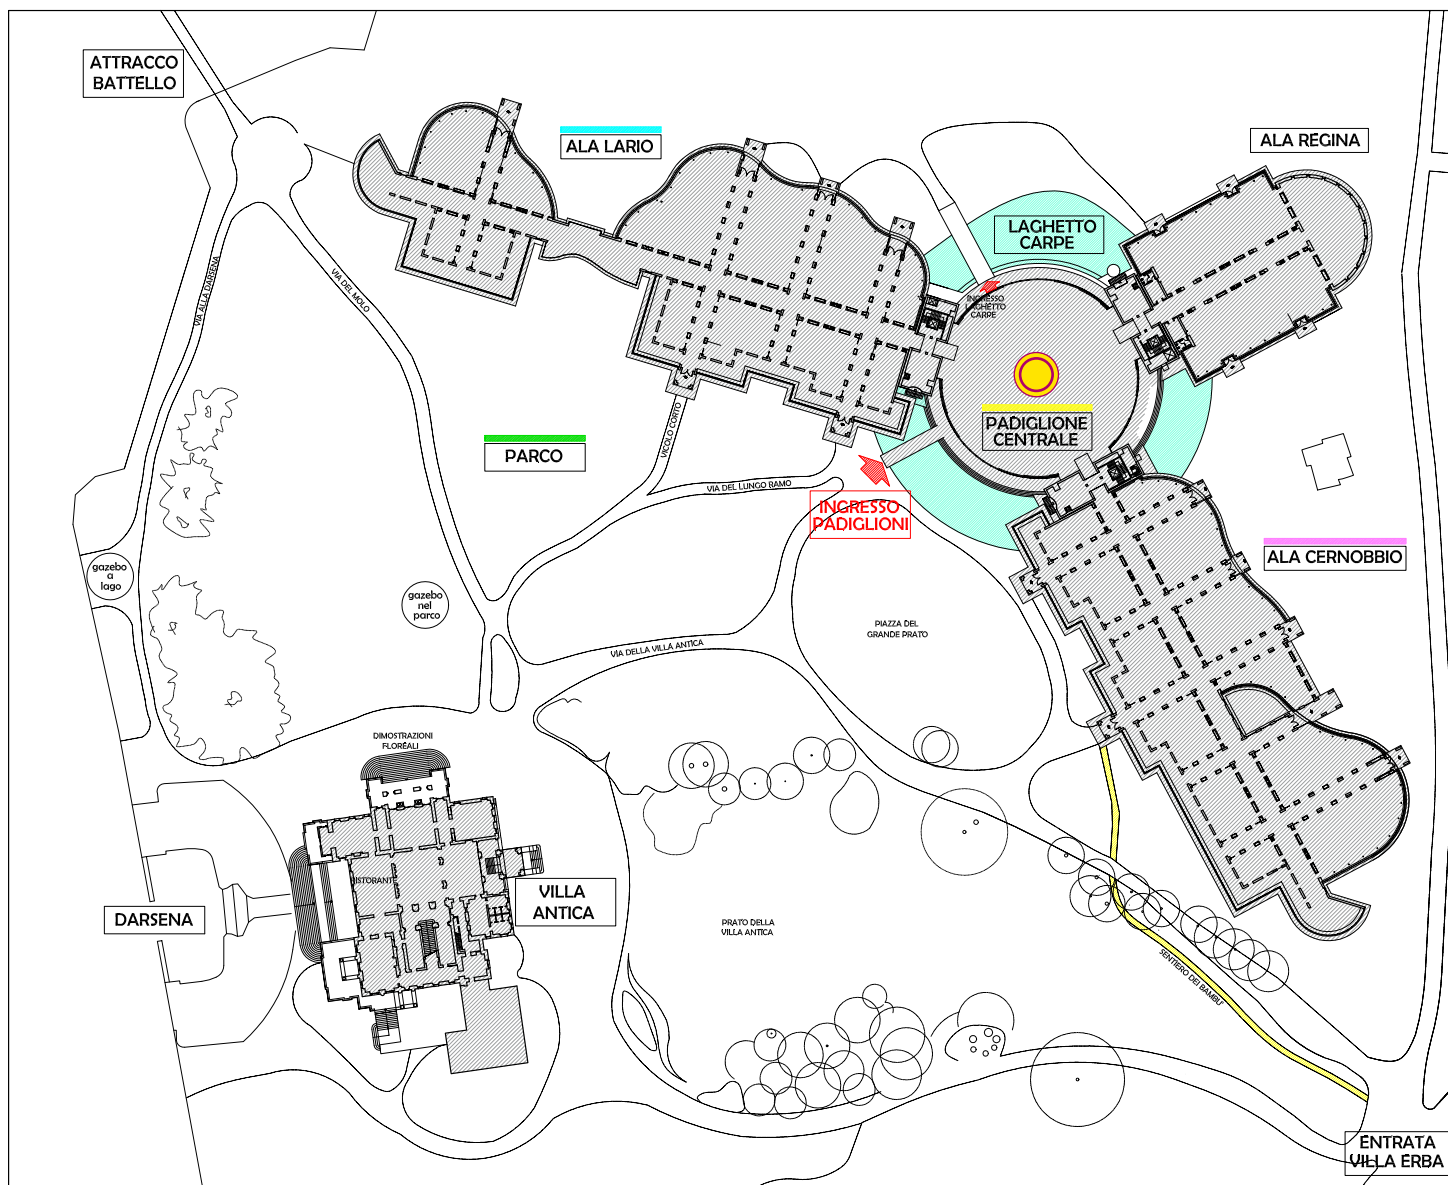 ATTRACCO
BATTELLO
ALA LARIO
ALA REGINA
LAGHETTO
CARPE
VIA ALLA DARSENA
VIA DEL MOLO
INGRESSO
LAGHETTO
CARPE
PADIGLIONE
CENTRALE
VICOLO CORTO
PARCO
VIA DEL LUNGO RAMO
INGRESSO
PADIGLIONI
ALA CERNOBBIO
gazebo
a
lago
gazebo
nel
parco
PIAZZA DEL
GRANDE PRATO
VIA DELLA VILLA ANTICA
DIMOSTRAZIONI
FLOREALI
RISTORANTI
VILLA
ANTICA
DARSENA
PRATO DELLA
VILLA ANTICA
SENTIERO DEI BAMBU'
ENTRATA
VILLA ERBA